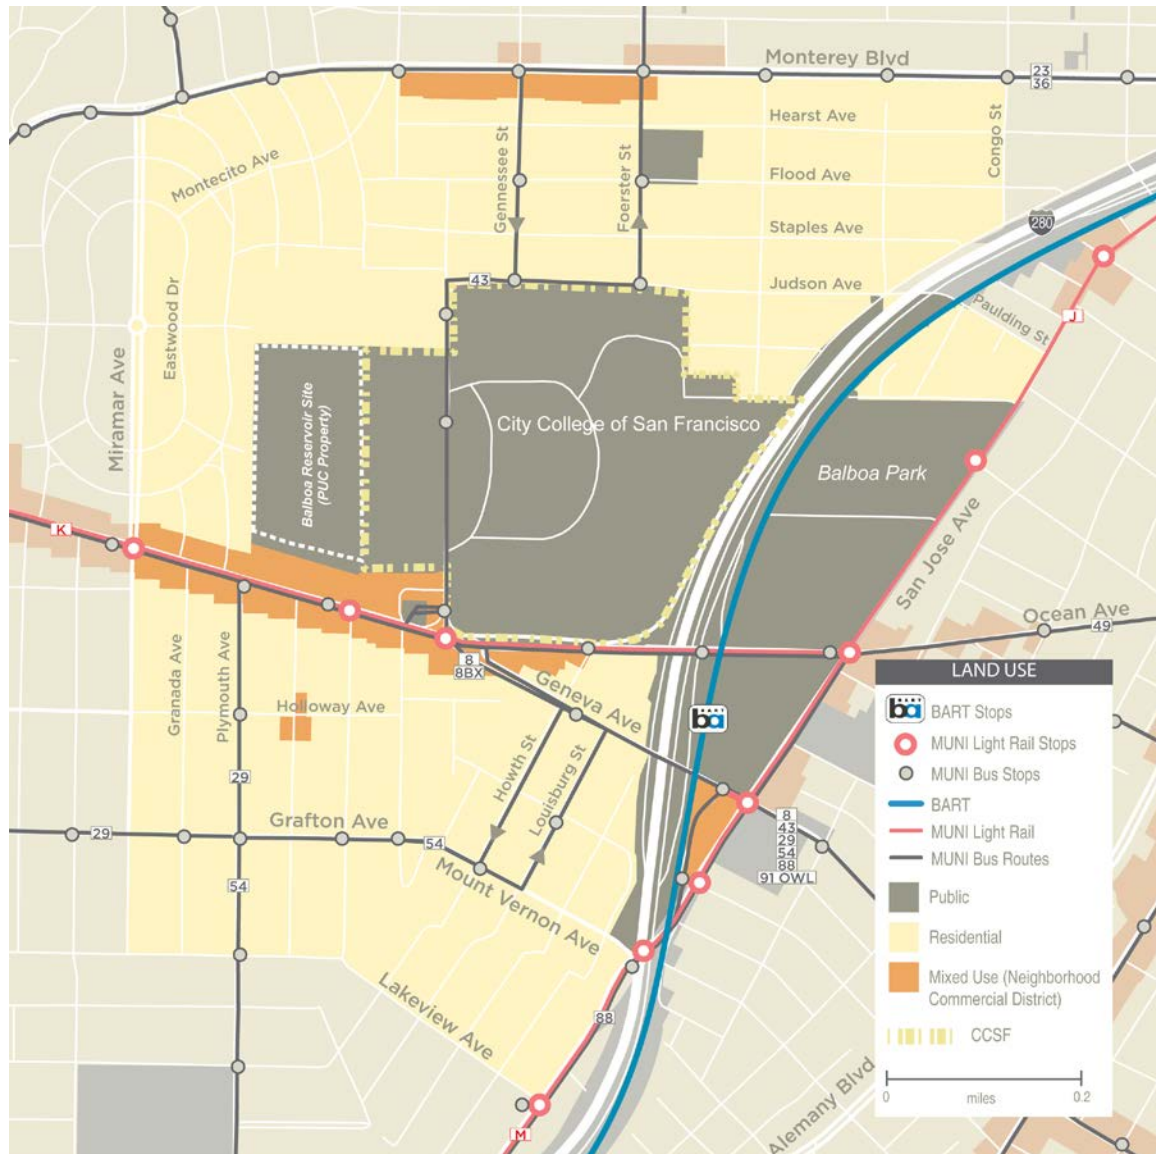 Monterey Blvd
23
36
Hearst Ave
Congo St
Gennessee St
Foerster St
Montecito Ave
Flood Ave
Staples Ave
280
43
Judson Ave
Paulding St
J
Eastwood Dr
Miramar Ave
Balboa Reservoir Site
(PUC Property)
City College of San Francisco
Balboa Park
K
San Jose Ave
Ocean Ave
49
8
8BX
Geneva Ave
Granada Ave
Plymouth Ave
Holloway Ave
BART
ba
Howth St
Louisburg St
29
29
Grafton Ave
54
54
Mount Vernon Ave
8
43
29
54
88
91 OWL
Lakeview Ave
88
M
Alemany Blvd
LAND USE
BART
ba
BART Stops
MUNI Light Rail Stops
MUNI Bus Stops
BART
MUNI Light Rail
MUNI Bus Routes
Public
Residential
Mixed Use (Neighborhood
Commercial District)
CCSF
0
miles
0.2